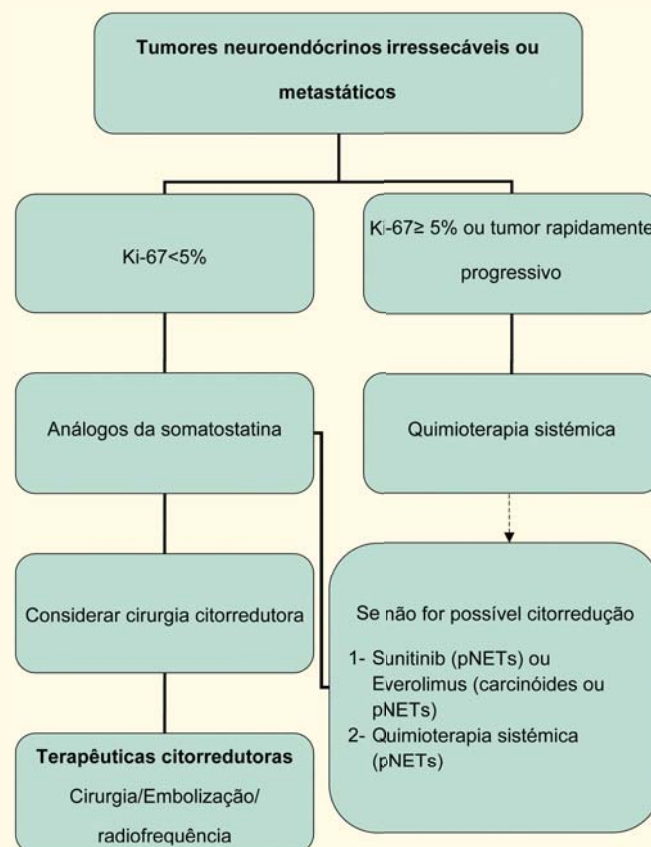 Tumores neuroendócrinos irressecáveis ou
metastáticos
Ki-67<5%
Ki-67≥ 5% ou tumor rapidamente
progressivo
Análogos da somatostatina
Quimioterapia sistémica
Considerar cirurgia citorredutora
Se não for possível citorredução
1- Sunitinib (pNETs) ou
Everolimus (carcinóides ou
pNETs)
2- Quimioterapia sistémica
(pNETs)
Terapêuticas citorredutoras
Cirurgia/Embolização/
radiofrequência